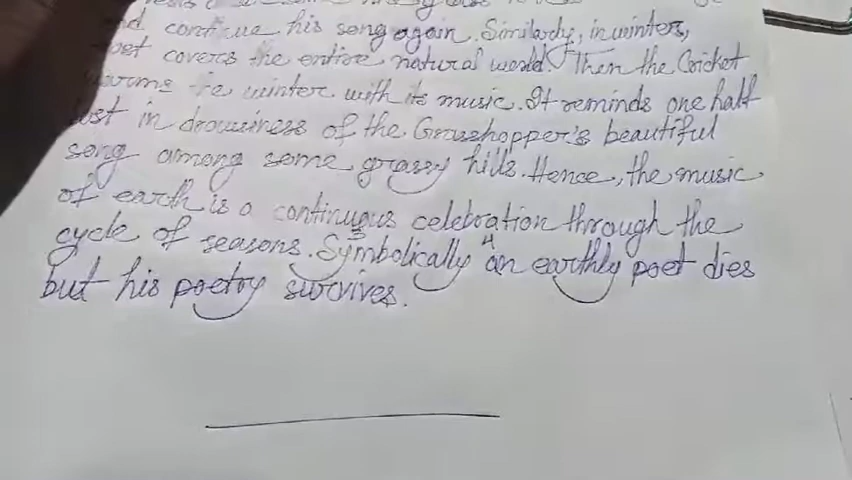 and continue his song again. Similarly, in winters,
covers the entire natural world. Then the Cricket
warms the winter with its music. It reminds one half
lost in drowsiness of the Grasshopper's beautiful
song among some grassy hills. Hence, the music
of earth is a continuous celebration through the
cycle of seasons. Symbolically an earthly poet dies
but his poetry survives.